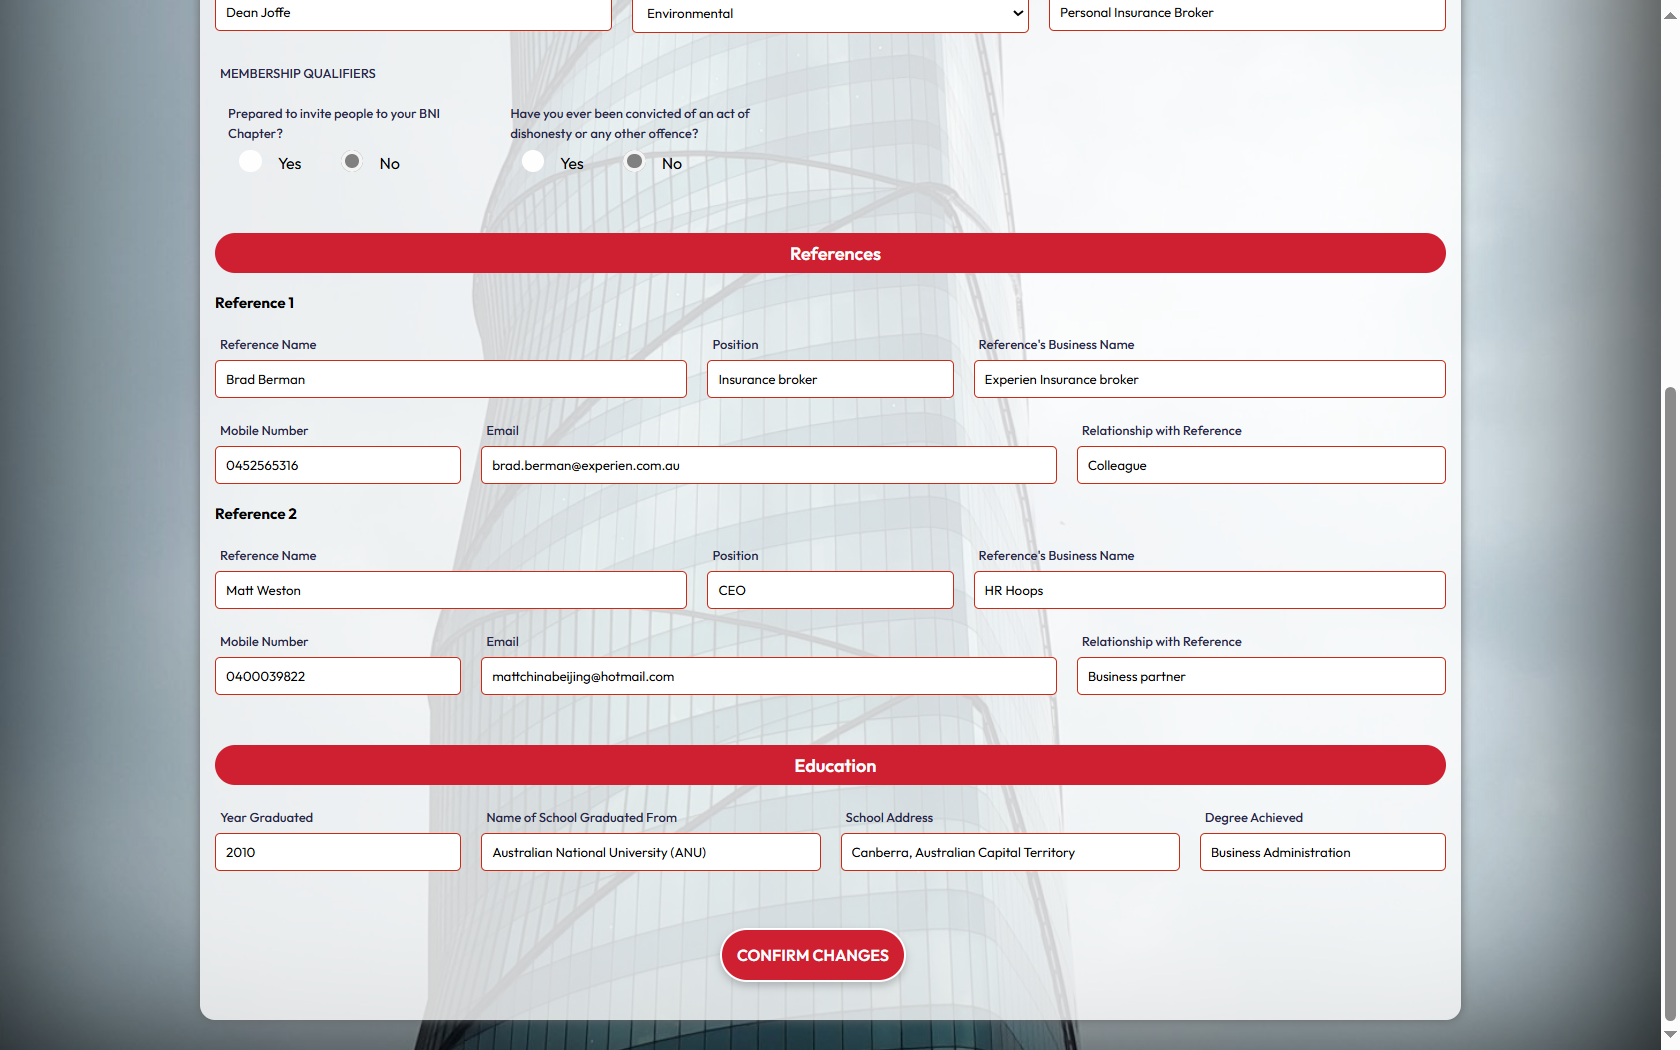 Dean Joffe
Environmental
Personal Insurance Broker
MEMBERSHIP QUALIFIERS
Prepared to invite people to your BNI
Chapter?
Yes
No
Have you ever been convicted of an act of
dishonesty or any other offence?
Yes
No
References
Reference 1
Reference Name
Position
Reference's Business Name
Brad Berman
Insurance broker
Experien Insurance broker
Mobile Number
Email
Relationship with Reference
0452565316
brad.berman@experien.com.au
Colleague
Reference 2
Reference Name
Position
Reference's Business Name
Matt Weston
CEO
HR Hoops
Mobile Number
Email
Relationship with Reference
0400039822
mattchinabeijing@hotmail.com
Business partner
Education
Year Graduated
Name of School Graduated From
School Address
Degree Achieved
2010
Australian National University (ANU)
Canberra, Australian Capital Territory
Business Administration
CONFIRM CHANGES